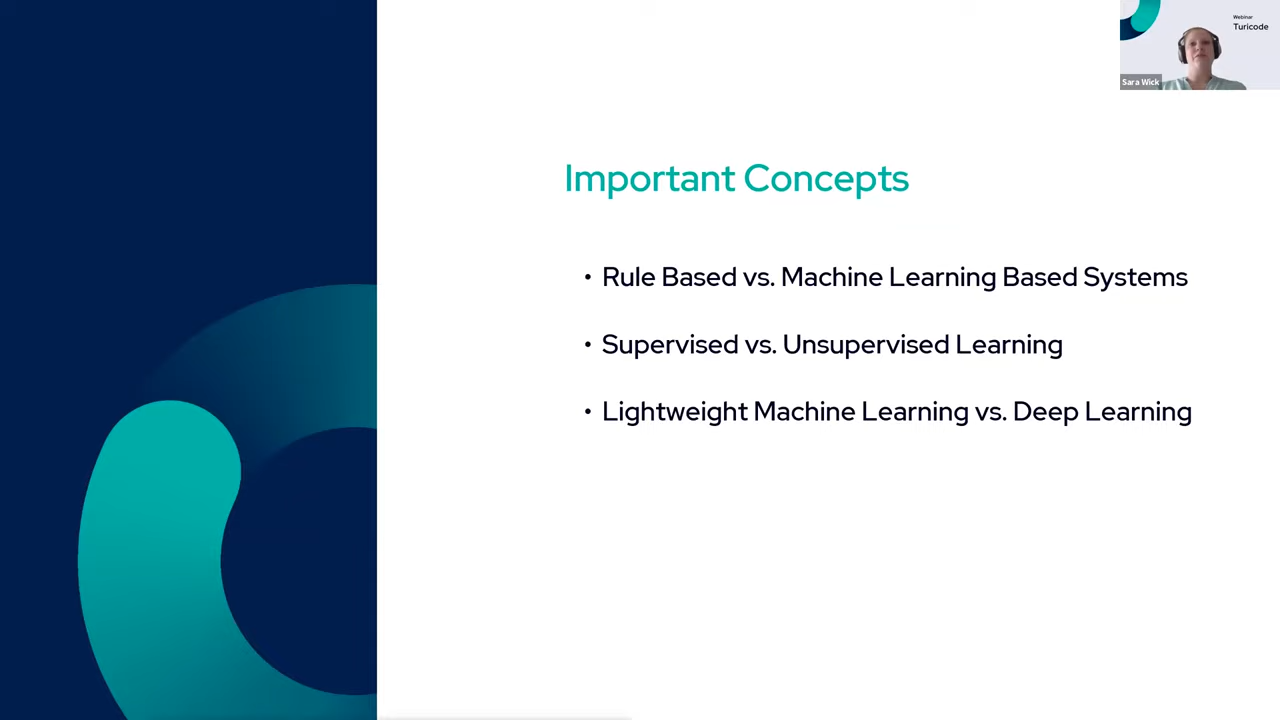 Webinar
Turicode
Sara Wick
Important Concepts
• Rule Based vs. Machine Learning Based Systems
• Supervised vs. Unsupervised Learning
• Lightweight Machine Learning vs. Deep Learning